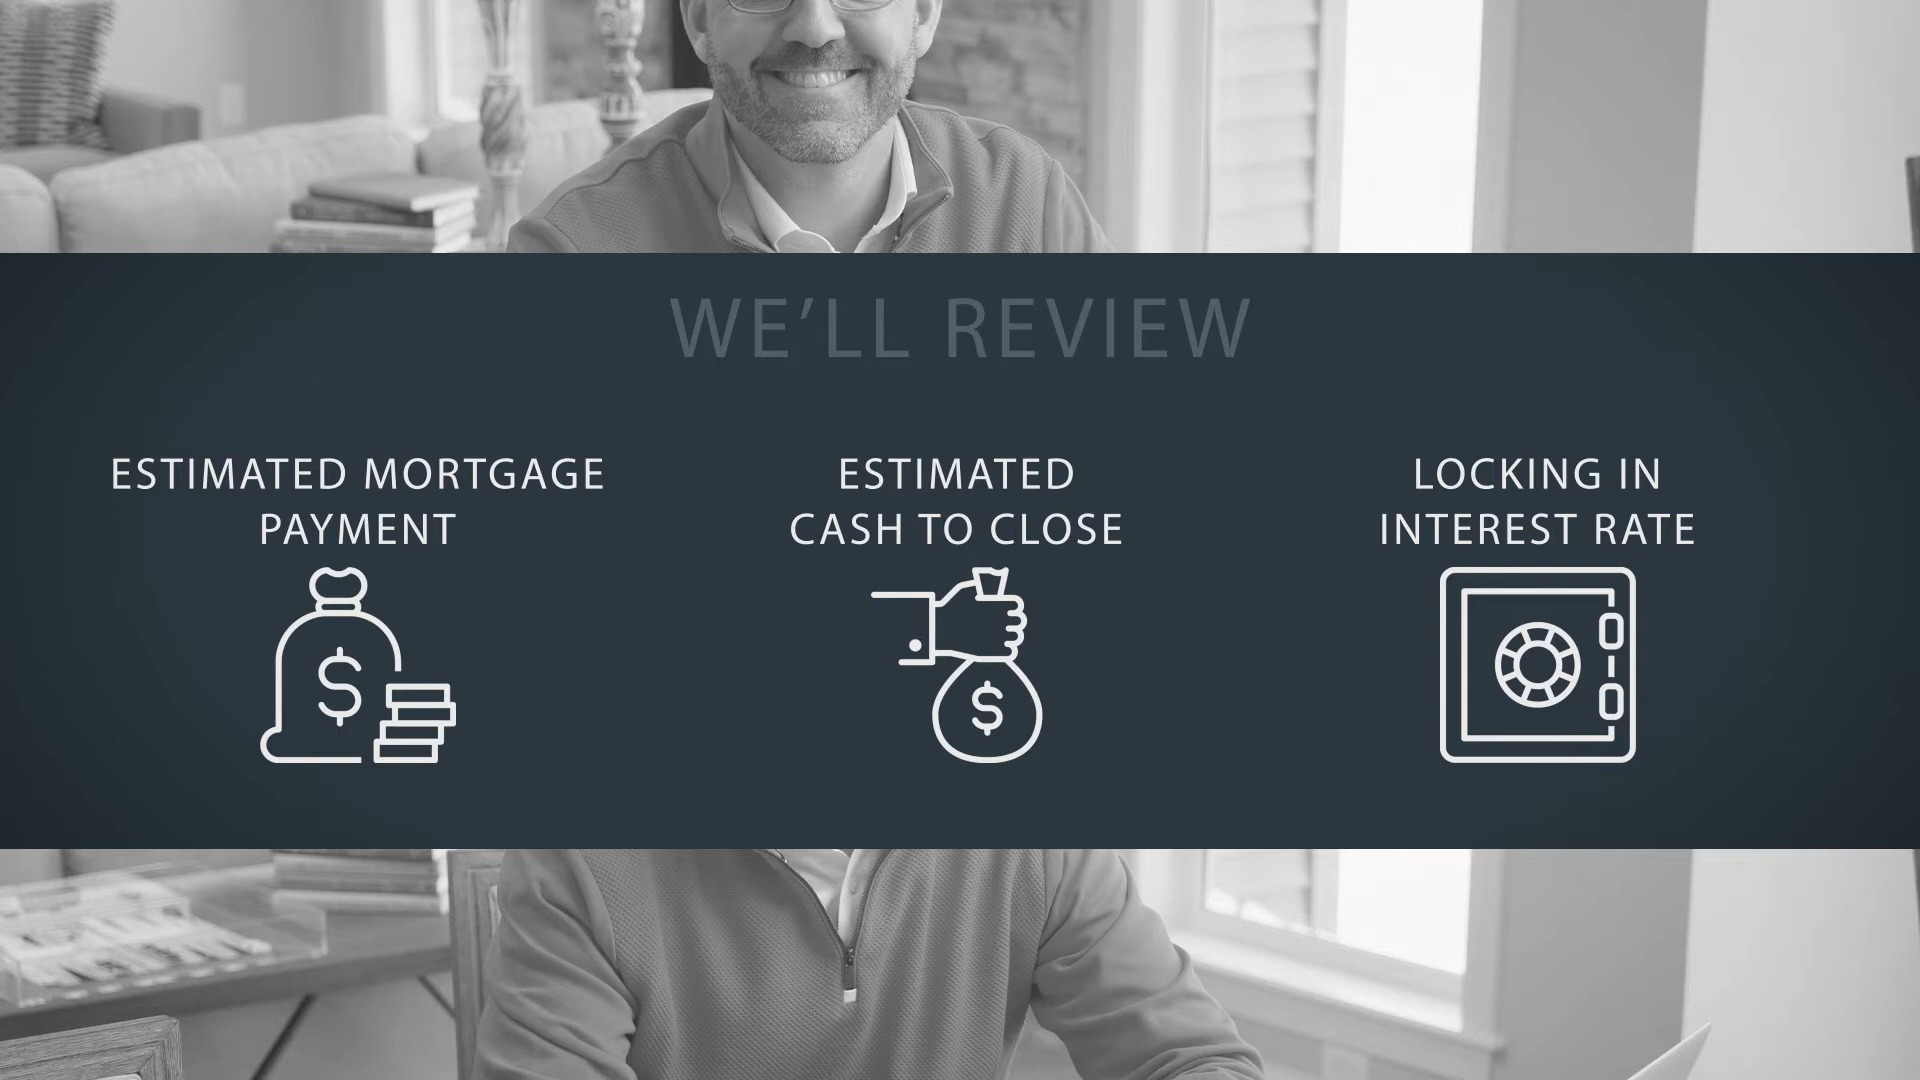 WE’LL REVIEW
ESTIMATED MORTGAGE
PAYMENT
ESTIMATED
CASH TO CLOSE
LOCKING IN
INTEREST RATE
$
$